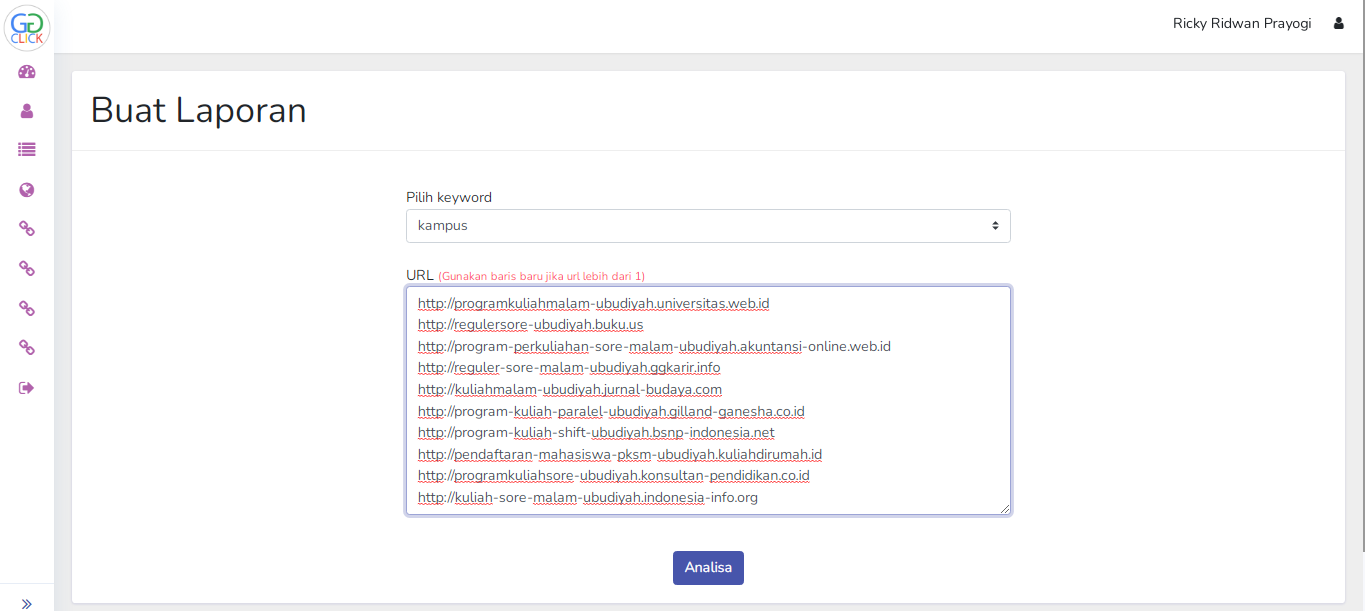 GG
CLICK
Ricky Ridwan Prayogi
Buat Laporan
Pilih keyword
kampus
URL (Gunakan baris baru jika url lebih dari 1)
http://programkuliahmalam-ubudiyah.universitas.web.id
http://regulersore-ubudiyah.buku.us
http://program-perkuliahan-sore-malam-ubudiyah.akuntansi-online.web.id
http://reguler-sore-malam-ubudiyah.ggkarir.info
http://kuliahmalam-ubudiyah.jurnal-budaya.com
http://program-kuliah-paralel-ubudiyah.gilland-ganesha.co.id
http://program-kuliah-shift-ubudiyah.bsnp-indonesia.net
http://pendaftaran-mahasiswa-pksm-ubudiyah.kuliahdirumah.id
http://programkuliahsore-ubudiyah.konsultan-pendidikan.co.id
http://kuliah-sore-malam-ubudiyah.indonesia-info.org
Analisa